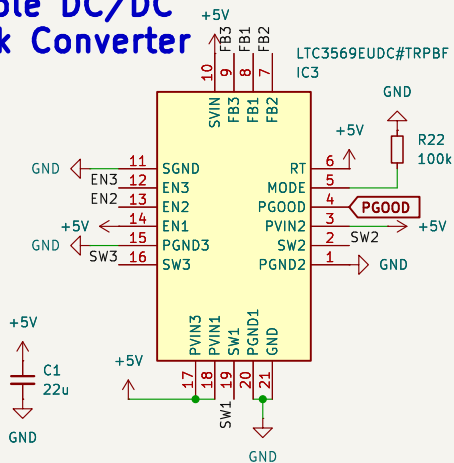 ble DC/DC
k Converter
+5V
FB3
FB1
FB2
LTC3569EUDC#TRPBF
IC3
10
9
8
7
SVIN
FB3
FB1
FB2
GND
+5V
R22
100k
GND
11
SGND
RT
6
EN3
12
EN3
MODE
5
EN2
13
EN2
PGOOD
4
PGOOD
+5V
14
EN1
PVIN2
3
+5V
GND
15
PGND3
SW2
2
SW2
SW3
16
SW3
PGND2
1
GND
PVIN3
PVIN1
SW1
PGND1
GND
17
18
19
20
21
+5V
SW1
GND
+5V
C1
22u
GND